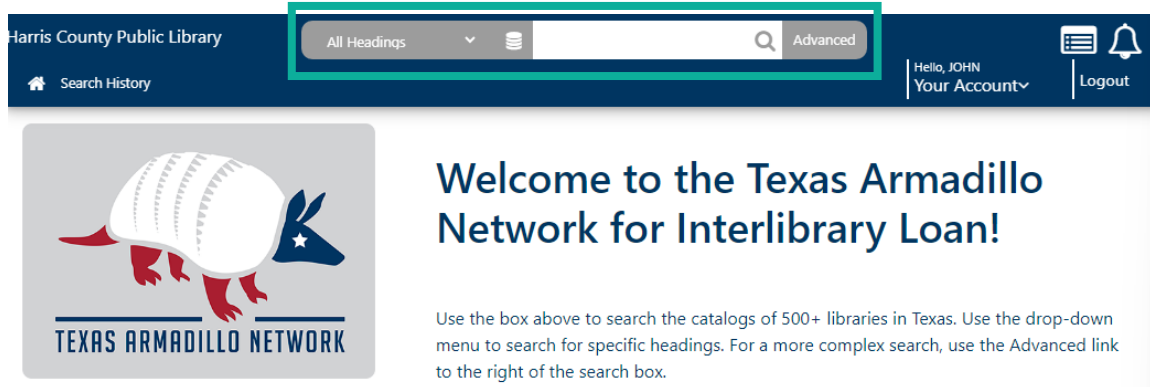 Harris County Public Library
All Headings
Advanced
Hello, JOHN
Your Account
Logout
Search History
TEXAS ARMADILLO NETWORK
Welcome to the Texas Armadillo
Network for Interlibrary Loan!
Use the box above to search the catalogs of 500+ libraries in Texas. Use the drop-down
menu to search for specific headings. For a more complex search, use the Advanced link
to the right of the search box.